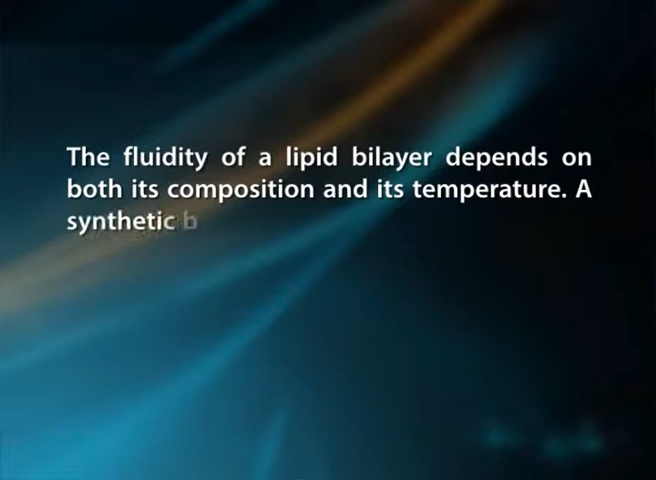 The fluidity of a lipid bilayer depends on
both its composition and its temperature. A
synthetic b